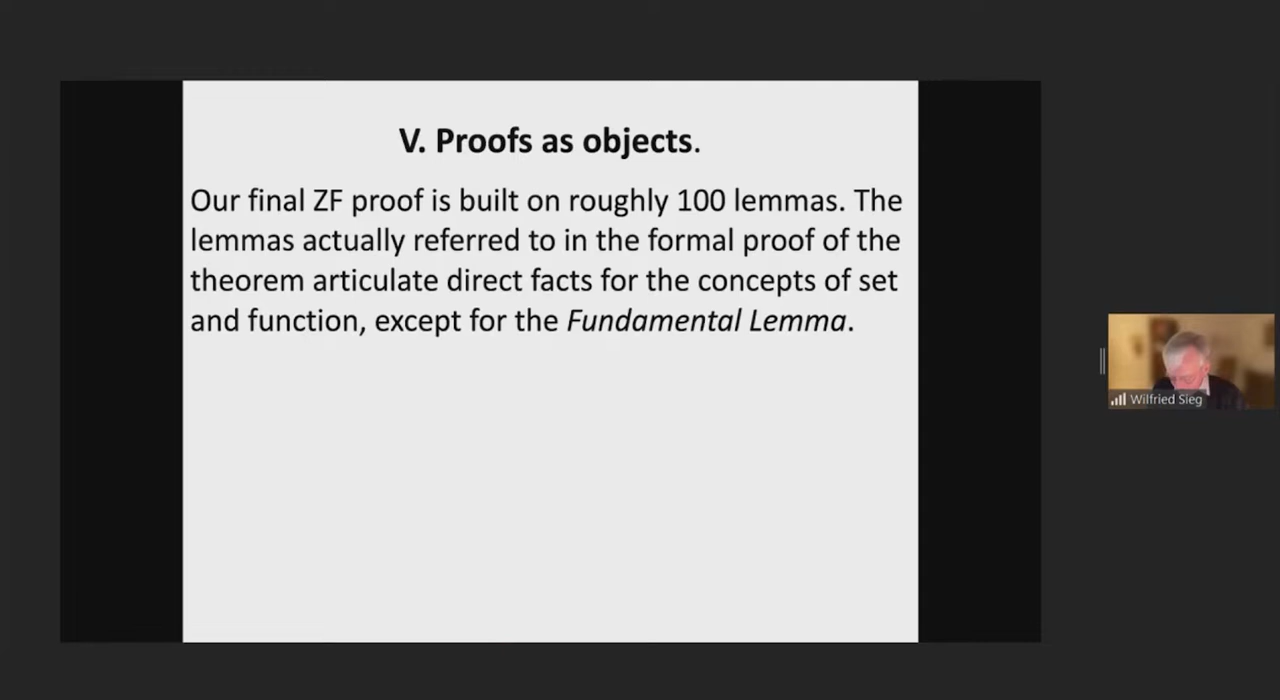 V. Proofs as objects.
Our final ZF proof is built on roughly 100 lemmas. The
lemmas actually referred to in the formal proof of the
theorem articulate direct facts for the concepts of set
and function, except for the Fundamental Lemma.
Wilfried Sieg